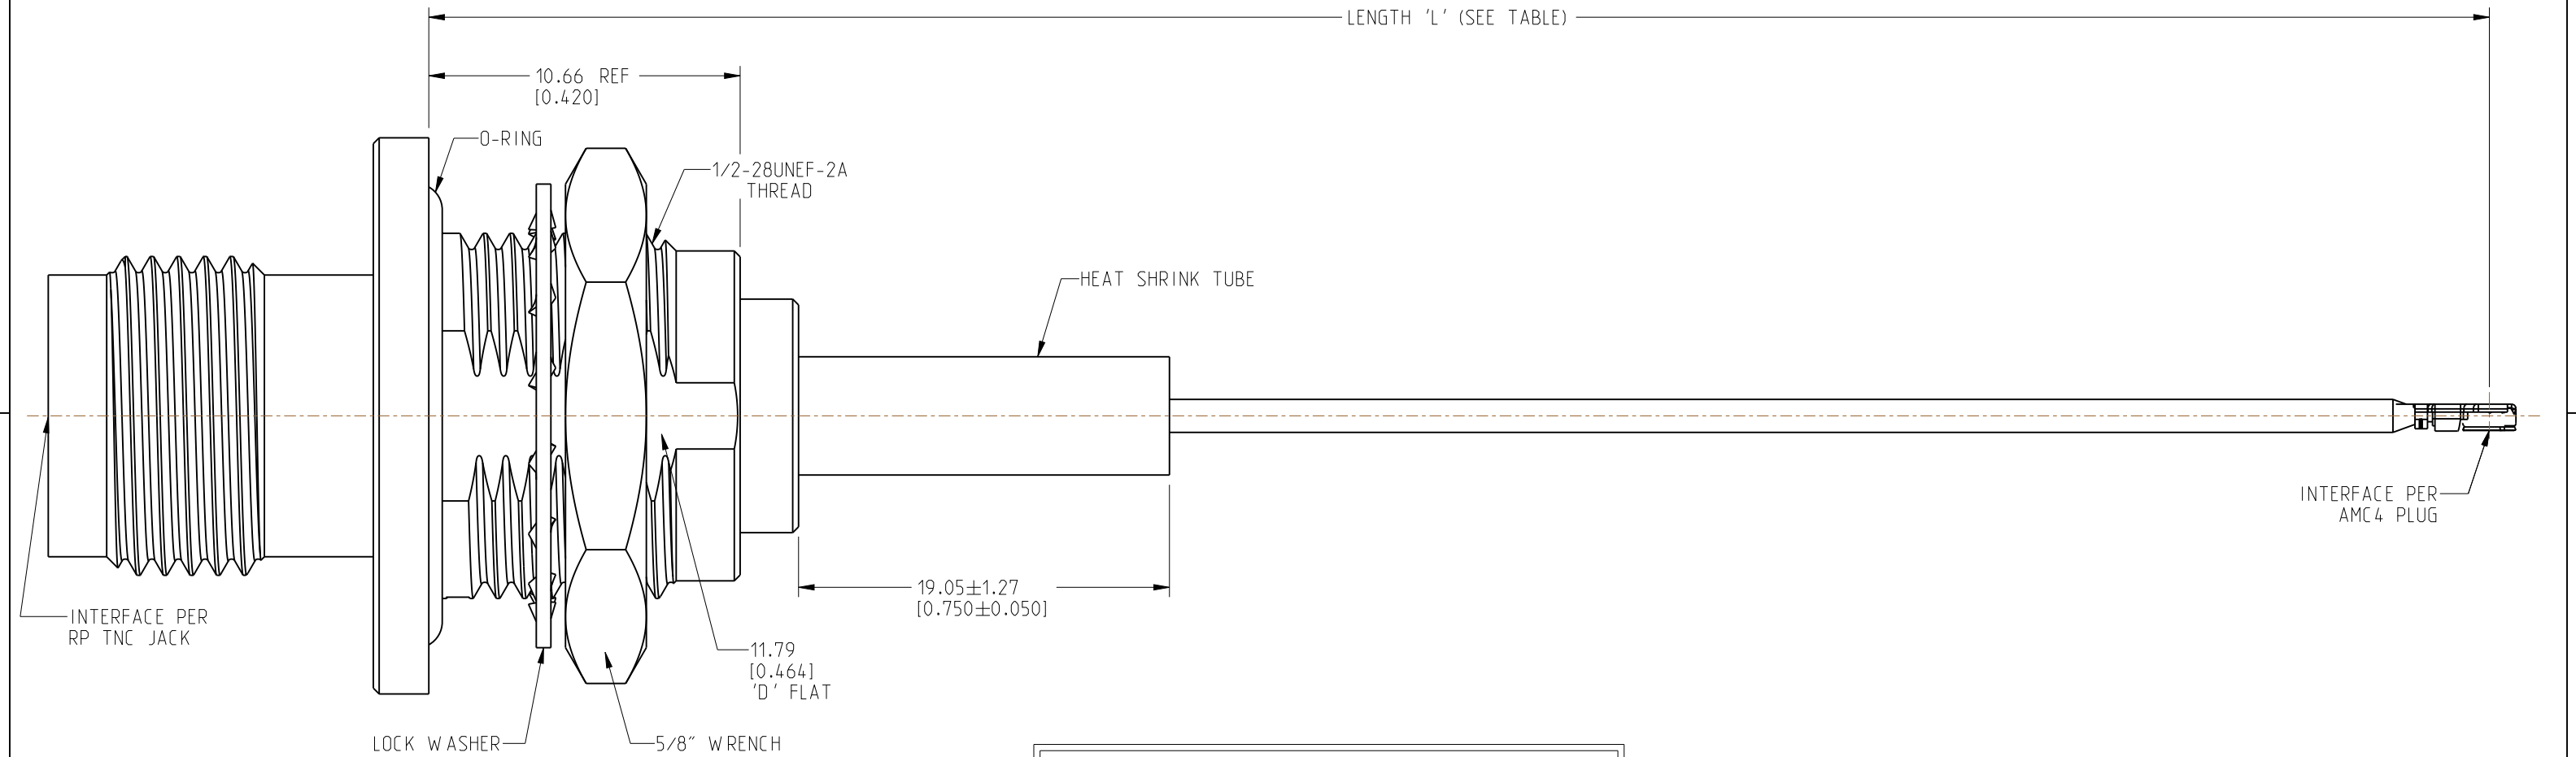 LENGTH 'L' (SEE TABLE)
10.66 REF
[0.420]
O-RING
1/2-28UNEF-2A
THREAD
HEAT SHRINK TUBE
INTERFACE PER
AMC4 PLUG
19.05±1.27
[0.750±0.050]
INTERFACE PER
RP TNC JACK
11.79
[0.464]
'D' FLAT
LOCK WASHER
5/8" WRENCH